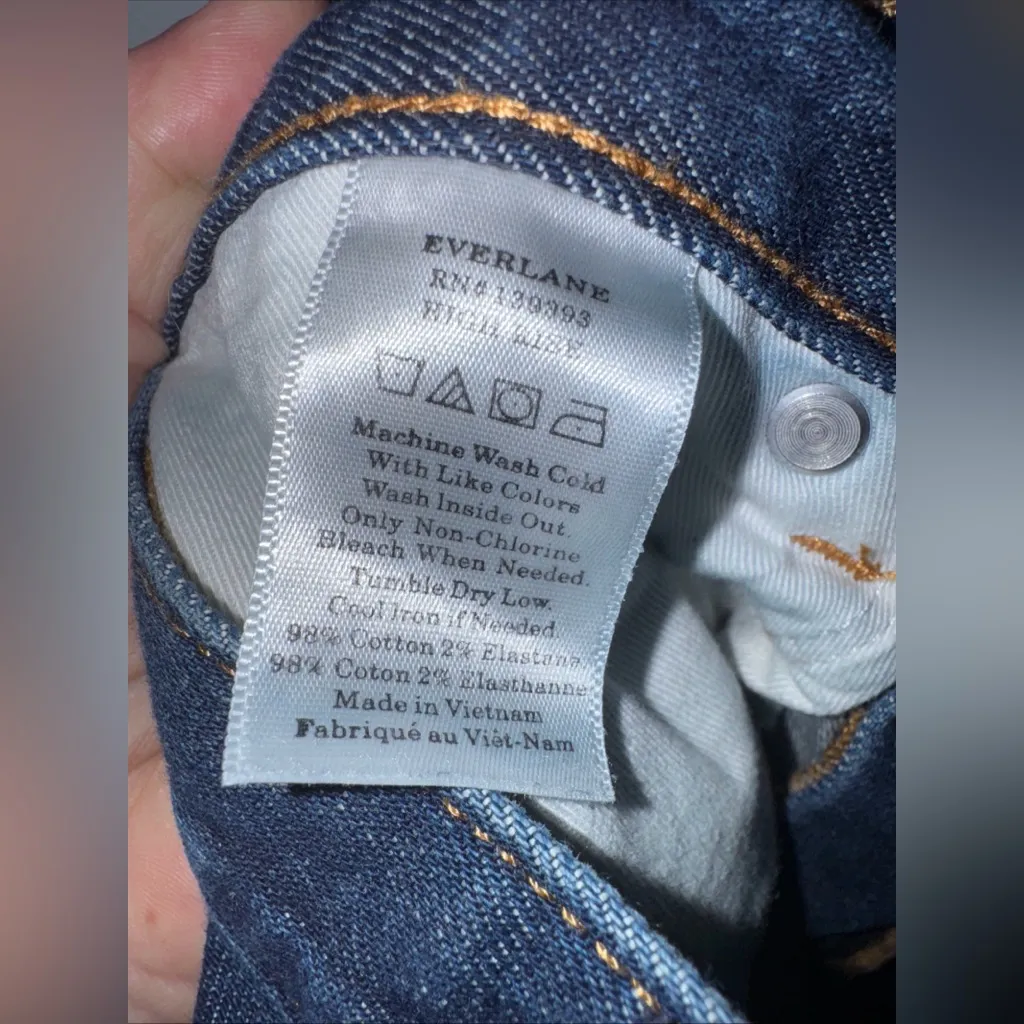 EVERLANE
RN# 139393
HIGH RISE
Machine Wash Cold
With Like Colors
Wash Inside Out.
Only Non-Chlorine
Bleach When Needed.
Tumble Dry Low.
Cool Iron if Needed
98% Cotton 2% Elastane
98% Coton 2% Elasthanne
Made in Vietnam
Fabriqué au Viêt-Nam